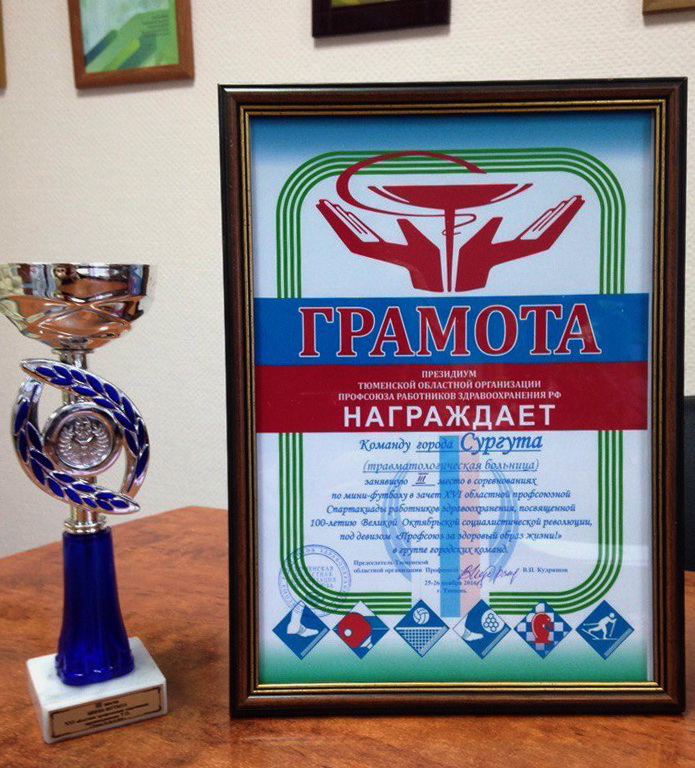 ГРАМОТА
ПРЕЗИДИУМ
ТЮМЕНСКОЙ ОБЛАСТНОЙ ОРГАНИЗАЦИИ
ПРОФСОЮЗА РАБОТНИКОВ ЗДРАВООХРАНЕНИЯ РФ
НАГРАЖДАЕТ
Команду города Сургута
(травматологическая больница)
занявшую III место в соревнованиях
по мини-футболу в зачет XVI областной профсоюзной
Спартакиады работников здравоохранения, посвященной
100-летию Великой Октябрьской социалистической революции,
под девизом «Профсоюз за здоровый образ жизни!»
в группе городских команд.
Председатель Тюменской
областной организации Профсоюза В.П. Кудряшов
25-26 ноября 2016
г. Тюмень
III место